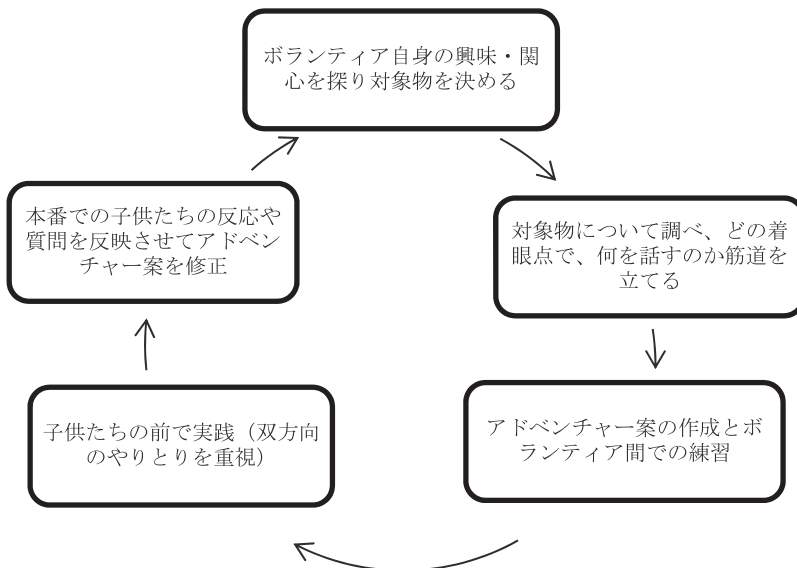 ボランティア自身の興味・関
心を探り対象物を決める
対象物について調べ、どの着
眼点で、何を話すのか筋道を
立てる
アドベンチャー案の作成とボ
ランティア間での練習
子供たちの前で実践（双方向
のやりとりを重視）
本番での子供たちの反応や
質問を反映させてアドベン
チャー案を修正